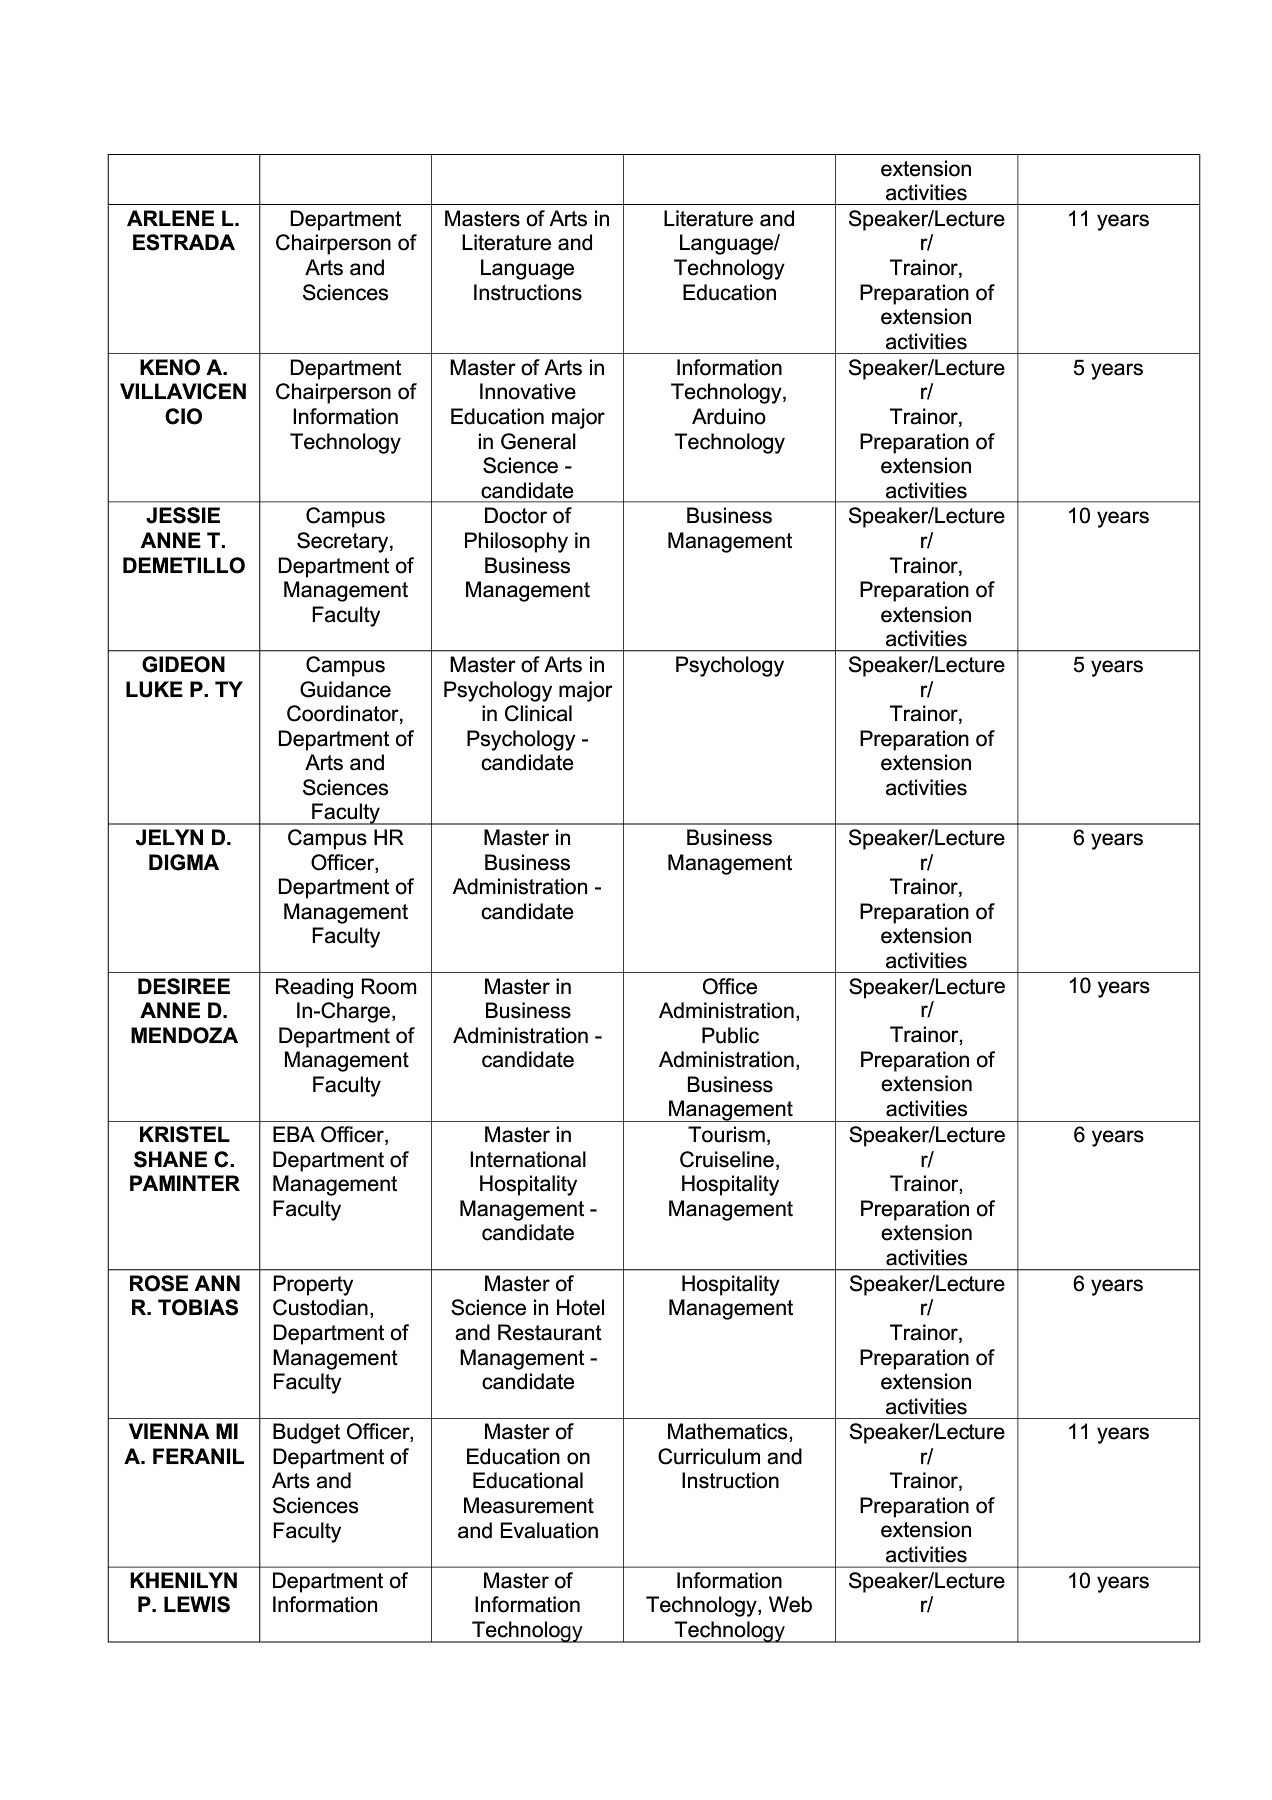 extension
activities
ARLENE L.
ESTRADA
Department
Chairperson of
Arts and
Sciences
Masters of Arts in
Literature and
Language
Instructions
Literature and
Language/
Technology
Education
Speaker/Lecture
r/
Trainor,
Preparation of
extension
activities
11 years
KENO A.
VILLAVICEN
CIO
Department
Chairperson of
Information
Technology
Master of Arts in
Innovative
Education major
in General
Science -
candidate
Information
Technology,
Arduino
Technology
Speaker/Lecture
r/
Trainor,
Preparation of
extension
activities
5 years
JESSIE
ANNE T.
DEMETILLO
Campus
Secretary,
Department of
Management
Faculty
Doctor of
Philosophy in
Business
Management
Business
Management
Speaker/Lecture
r/
Trainor,
Preparation of
extension
activities
10 years
GIDEON
LUKE P. TY
Campus
Guidance
Coordinator,
Department of
Arts and
Sciences
Faculty
Master of Arts in
Psychology major
in Clinical
Psychology -
candidate
Psychology
Speaker/Lecture
r/
Trainor,
Preparation of
extension
activities
5 years
JELYN D.
DIGMA
Campus HR
Officer,
Department of
Management
Faculty
Master in
Business
Administration -
candidate
Business
Management
Speaker/Lecture
r/
Trainor,
Preparation of
extension
activities
6 years
DESIREE
ANNE D.
MENDOZA
Reading Room
In-Charge,
Department of
Management
Faculty
Master in
Business
Administration -
candidate
Office
Administration,
Public
Administration,
Business
Management
Speaker/Lecture
r/
Trainor,
Preparation of
extension
activities
10 years
KRISTEL
SHANE C.
PAMINTER
EBA Officer,
Department of
Management
Faculty
Master in
International
Hospitality
Management -
candidate
Tourism,
Cruiseline,
Hospitality
Management
Speaker/Lecture
r/
Trainor,
Preparation of
extension
activities
6 years
ROSE ANN
R. TOBIAS
Property
Custodian,
Department of
Management
Faculty
Master of
Science in Hotel
and Restaurant
Management -
candidate
Hospitality
Management
Speaker/Lecture
r/
Trainor,
Preparation of
extension
activities
6 years
VIENNA MI
A. FERANIL
Budget Officer,
Department of
Arts and
Sciences
Faculty
Master of
Education on
Educational
Measurement
and Evaluation
Mathematics,
Curriculum and
Instruction
Speaker/Lecture
r/
Trainor,
Preparation of
extension
activities
11 years
KHENILYN
P. LEWIS
Department of
Information
Master of
Information
Technology
Information
Technology, Web
Technology
Speaker/Lecture
r/
10 years